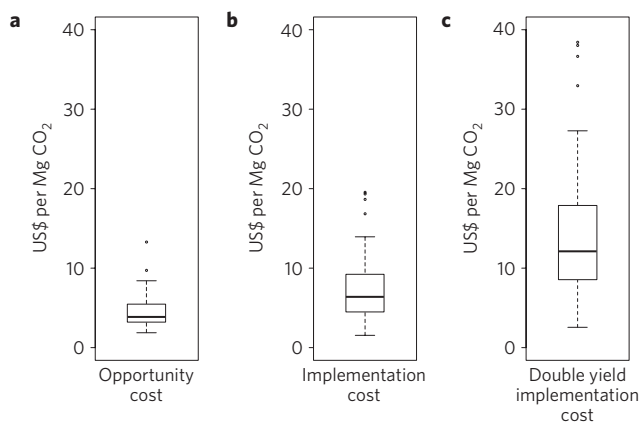 a
b
c
US$ per Mg CO2
40
30
20
10
0
Opportunity
cost
US$ per Mg CO2
40
30
20
10
0
Implementation
cost
US$ per Mg CO2
40
30
20
10
0
Double yield
implementation
cost